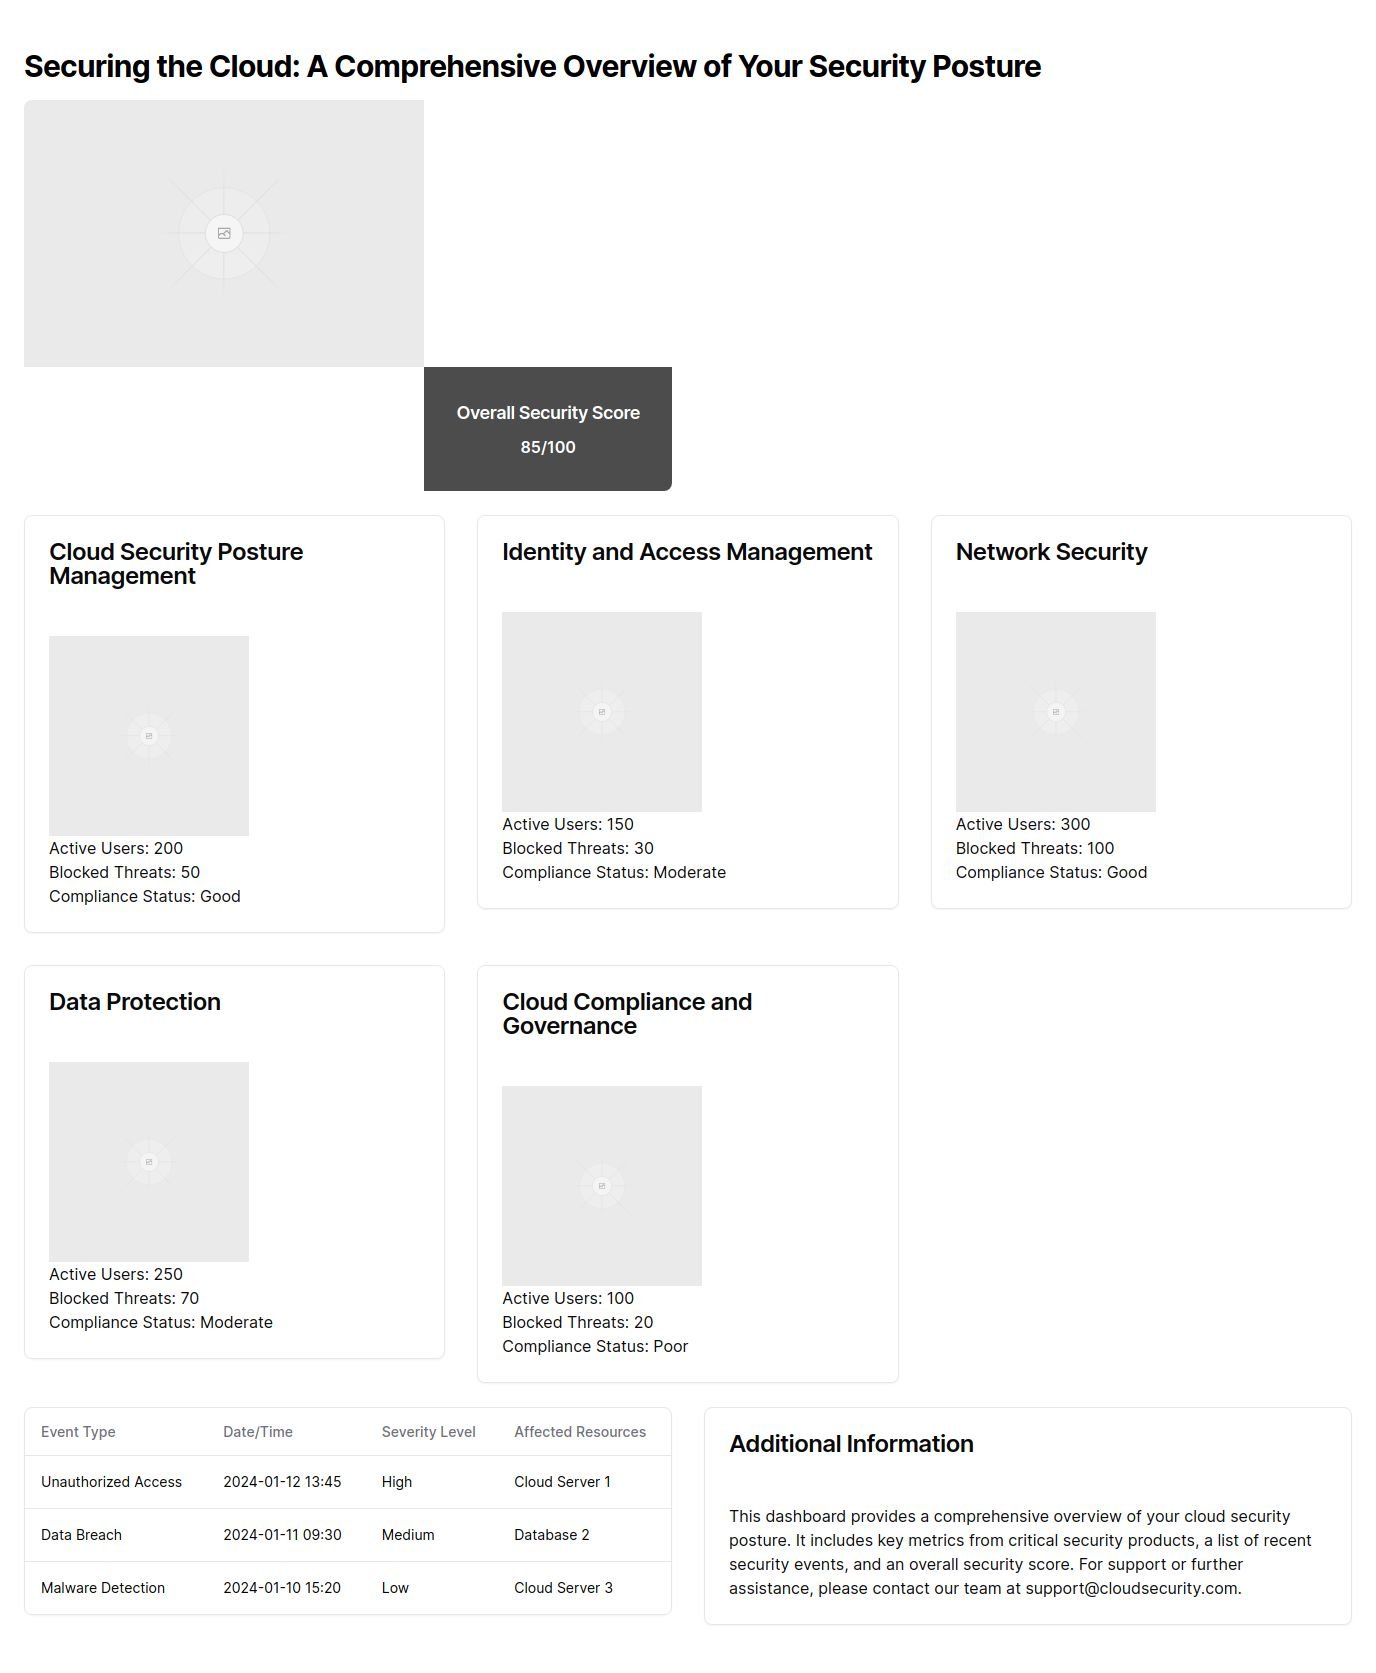 Securing the Cloud: A Comprehensive Overview of Your Security Posture
Overall Security Score
85/100
Cloud Security Posture
Management
Active Users: 200
Blocked Threats: 50
Compliance Status: Good
Identity and Access Management
Active Users: 150
Blocked Threats: 30
Compliance Status: Moderate
Network Security
Active Users: 300
Blocked Threats: 100
Compliance Status: Good
Data Protection
Active Users: 250
Blocked Threats: 70
Compliance Status: Moderate
Cloud Compliance and
Governance
Active Users: 100
Blocked Threats: 20
Compliance Status: Poor
Event Type Date/Time Severity Level Affected Resources
Unauthorized Access 2024-01-12 13:45 High Cloud Server 1
Data Breach 2024-01-11 09:30 Medium Database 2
Malware Detection 2024-01-10 15:20 Low Cloud Server 3
Additional Information
This dashboard provides a comprehensive overview of your cloud security
posture. It includes key metrics from critical security products, a list of recent
security events, and an overall security score. For support or further
assistance, please contact our team at support@cloudsecurity.com.